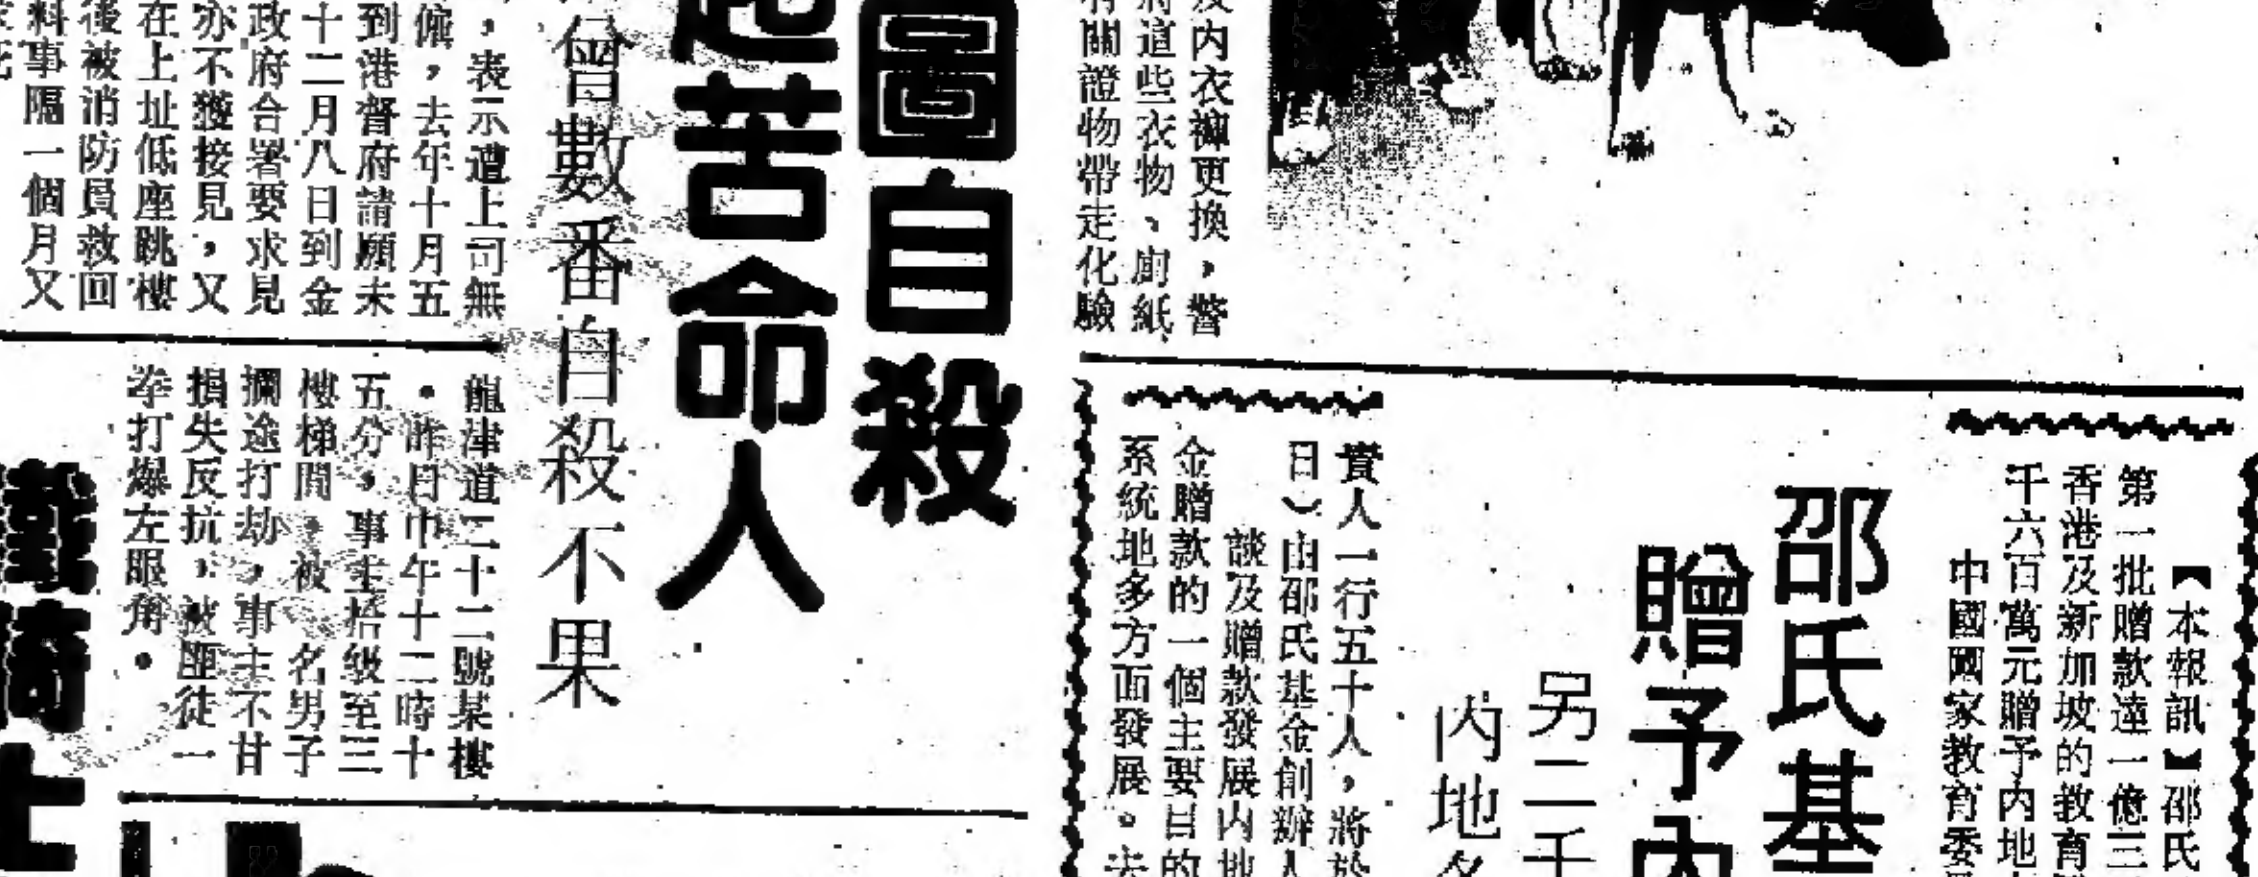 及內衣褲更換，警
將這些衣物、廚紙
有關證物帶走化驗
圖自殺
起苦命人
曾數番自殺不果
，表示遭上司無
僱，去年十月五
到港督府請願未
十二月八日到金
政府合署要求見
亦不獲接見，又
在上址低座跳樓
後被消防員救回
料事隔一個月又
龍津道二十二號某樓
。昨日中午十二時十
五分，事主拾級至三
樓梯間，被 名男子
攔途打劫，事主不甘
損失反抗，被匪徒一
拳打爆左眼角。
【本報訊】邵氏
第一批贈款達一億三
香港及新加坡的教育
千六百萬元贈予內地
中國國家教育委
邵氏基
贈予內
另二千
內地各
實人一行五十人，將於
日）由邵氏基金創辦人
談及贈款發展內地
金贈款的一個主要目的
系統地多方面發展。去